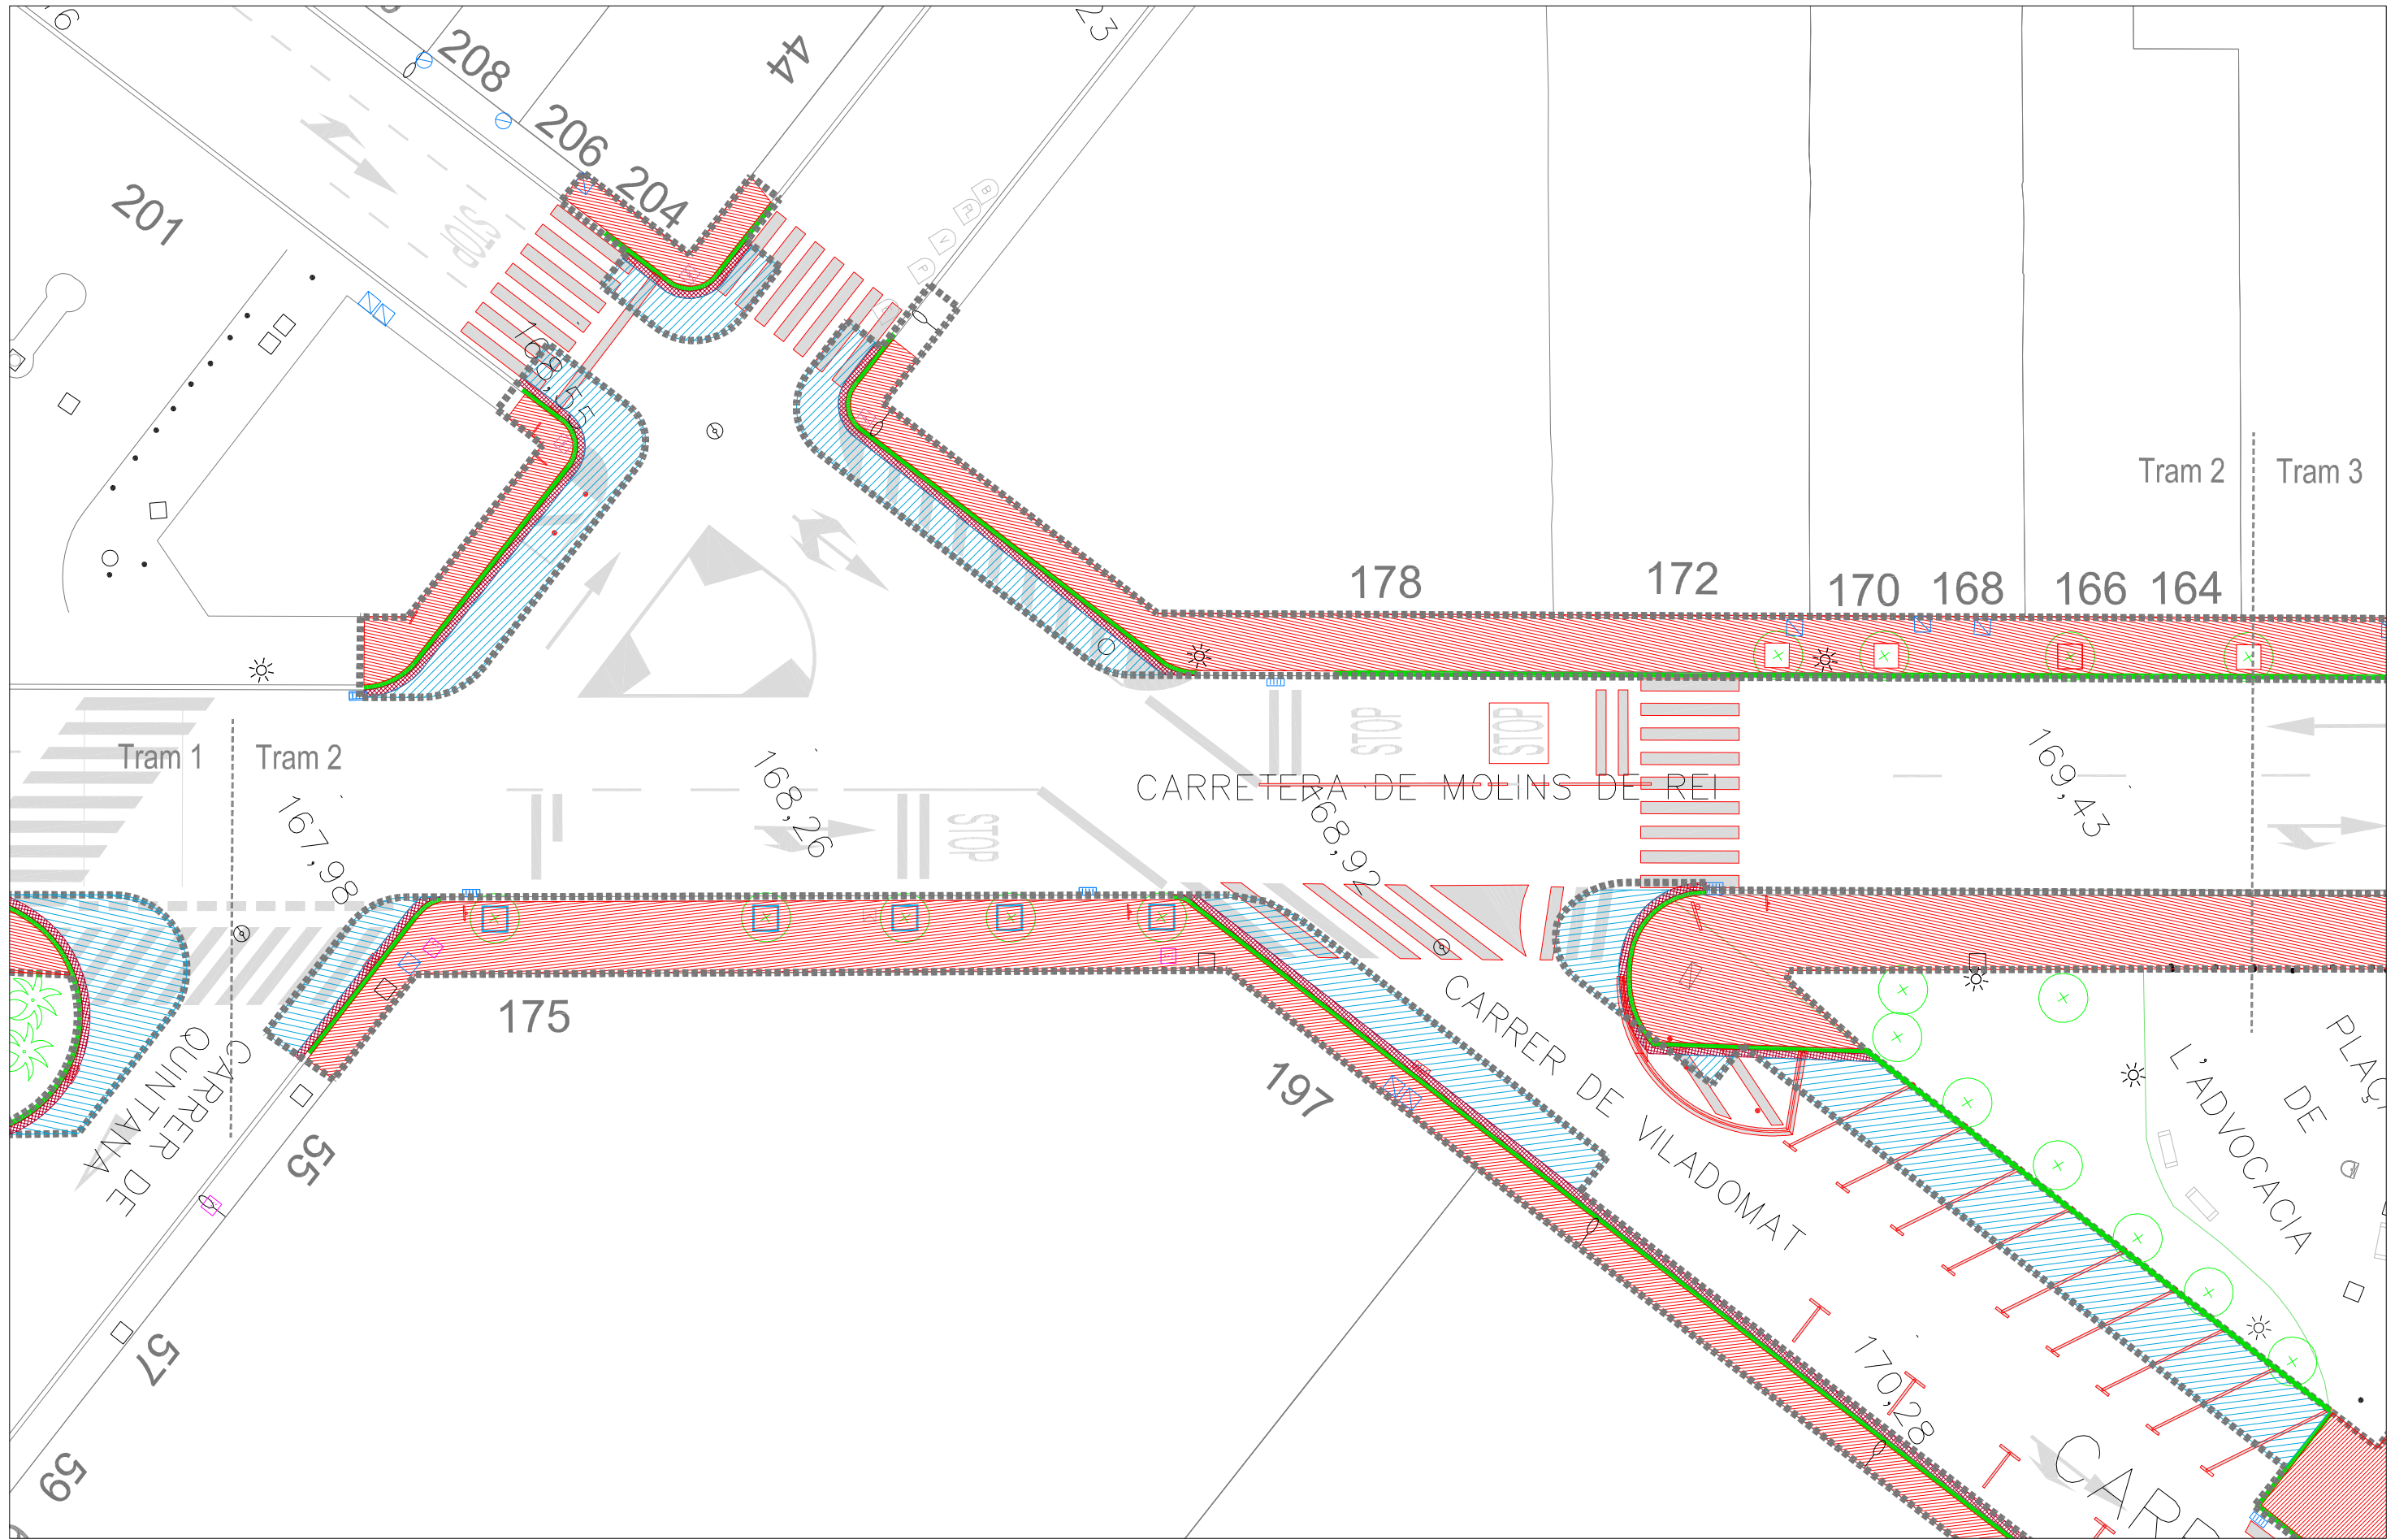 208
44
23
206
204
201
STOP
B
R
V
P
168,55
Tram 2
Tram 3
178
172
170
168
166
164
STOP
STOP
Tram 1
Tram 2
167,98
168,26
STOP
CARRETERA DE MOLINS DE REI
168,92
169,43
175
197
CARRER DE
QUINTANA
55
57
59
CARRER DE VILADOMAT
170,28
L'ADVOCACIA
DE